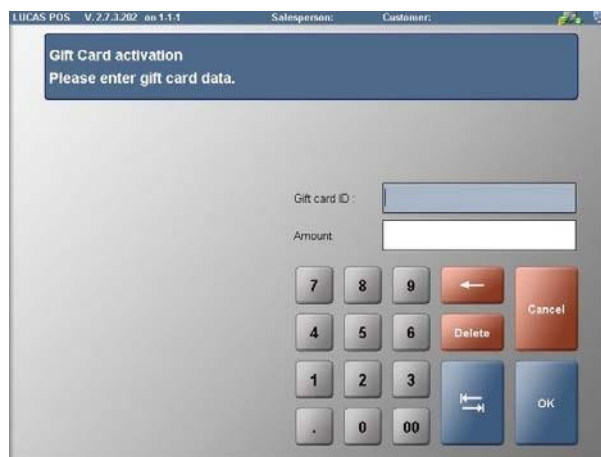 LUCAS POS V. 2.7.3.202 on 1-1-1 Salesperson: Customer:
Gift Card activation
Please enter gift card data.
Gift card ID :
Amount
7 8 9
Cancel
4 5 6 Delete
1 2 3
OK
. 0 00